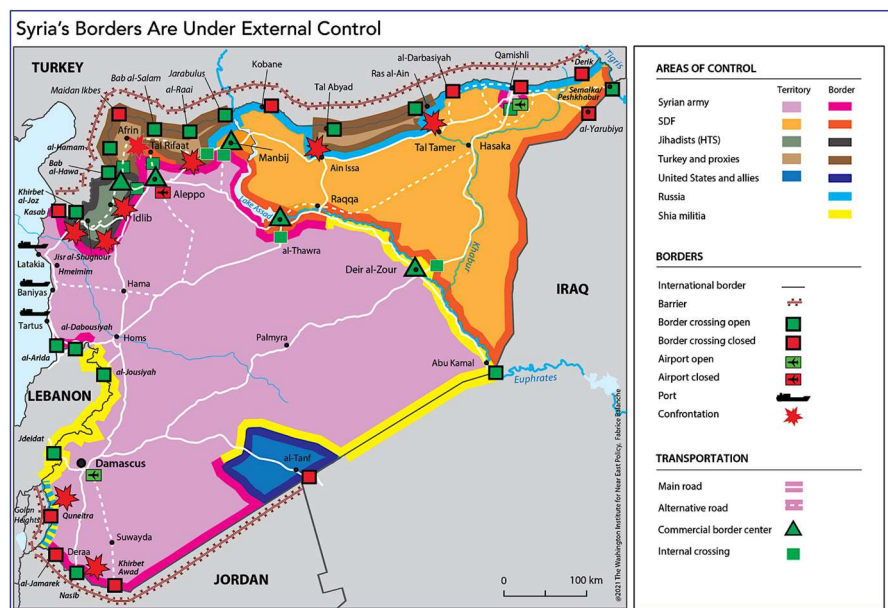 Syria's Borders Are Under External Control
TURKEY
Kobane
al-Darbasiyah
Qamishli
Derik
Tigris
Jarabulus
al-Raai
Bab al-Salam
Maidan Ikbes
Tal Abyad
Ras al-Ain
Semalka/
Peshkhabur
al-Yarubiya
Afrin
Tal Rifaat
al-Hamam
Bab
al-Hawa
Manbij
Ain Issa
Tal Tamer
Hasaka
Khirbet
al-Joz
Kasab
Idlib
Aleppo
Lake Assad
Raqqa
Khabur
al-Thawra
Jisr al-Shughour
Latakia
Hmeimim
Deir al-Zour
IRAQ
Baniyas
Hama
Tartus
al-Dabousiyah
Homs
Palmyra
al-Arida
Abu Kamal
al-Jousiyah
Euphrates
LEBANON
Jdeidat
Damascus
al-Tanf
Golan
Heights
Quneitra
Suwayda
Deraa
Khirbet
Awad
al-Jamarek
Nasib
JORDAN
0 100 km
©2021 The Washington Institute for Near East Policy, Fabrice Balanche
AREAS OF CONTROL
Territory Border
Syrian army
SDF
Jihadists (HTS)
Turkey and proxies
United States and allies
Russia
Shia militia
BORDERS
International border
Barrier
Border crossing open
Border crossing closed
Airport open
Airport closed
Port
Confrontation
TRANSPORTATION
Main road
Alternative road
Commercial border center
Internal crossing